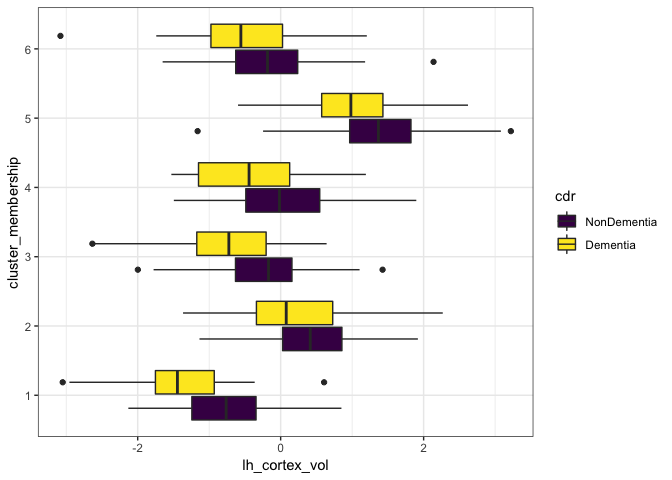 6
5
4
3
2
1
cluster_membership
-2
0
2
lh_cortex_vol
cdr
NonDementia
Dementia